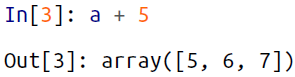 In[3]: a + 5
Out[3]: array([5, 6, 7])